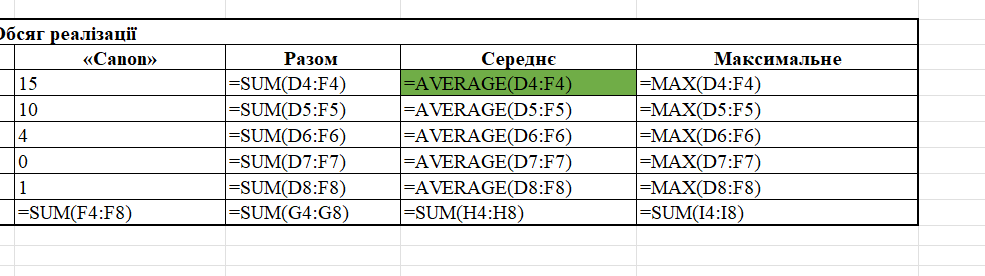 Обсяг реалізації
«Canon» Разом Середнє Максимальне
15 =SUM(D4:F4) =AVERAGE(D4:F4) =MAX(D4:F4)
10 =SUM(D5:F5) =AVERAGE(D5:F5) =MAX(D5:F5)
4 =SUM(D6:F6) =AVERAGE(D6:F6) =MAX(D6:F6)
0 =SUM(D7:F7) =AVERAGE(D7:F7) =MAX(D7:F7)
1 =SUM(D8:F8) =AVERAGE(D8:F8) =MAX(D8:F8)
=SUM(F4:F8) =SUM(G4:G8) =SUM(H4:H8) =SUM(I4:I8)